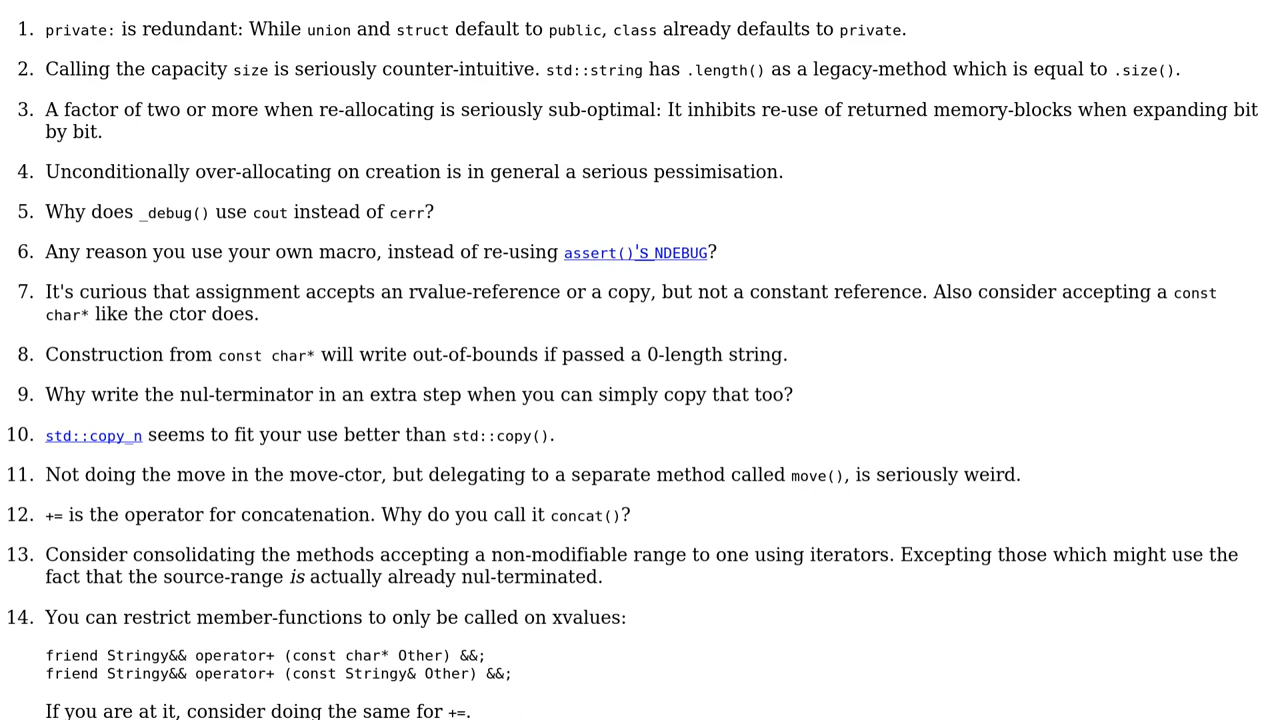 1. private: is redundant: While union and struct default to public, class already defaults to private.
2. Calling the capacity size is seriously counter-intuitive. std::string has .length() as a legacy-method which is equal to .size().
3. A factor of two or more when re-allocating is seriously sub-optimal: It inhibits re-use of returned memory-blocks when expanding bit
by bit.
4. Unconditionally over-allocating on creation is in general a serious pessimisation.
5. Why does _debug() use cout instead of cerr?
6. Any reason you use your own macro, instead of re-using assert()'s NDEBUG?
7. It's curious that assignment accepts an rvalue-reference or a copy, but not a constant reference. Also consider accepting a const
char* like the ctor does.
8. Construction from const char* will write out-of-bounds if passed a 0-length string.
9. Why write the nul-terminator in an extra step when you can simply copy that too?
10. std::copy_n seems to fit your use better than std::copy().
11. Not doing the move in the move-ctor, but delegating to a separate method called move(), is seriously weird.
12. += is the operator for concatenation. Why do you call it concat()?
13. Consider consolidating the methods accepting a non-modifiable range to one using iterators. Excepting those which might use the
fact that the source-range is actually already nul-terminated.
14. You can restrict member-functions to only be called on xvalues:
friend Stringy&& operator+ (const char* Other) &&;
friend Stringy&& operator+ (const Stringy& Other) &&;
If you are at it, consider doing the same for +=.